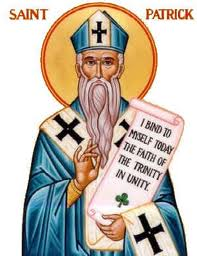 SAINT PATRICK
I BIND TO
MYSELF TODAY
THE FAITH OF
THE TRINITY
IN UNITY.